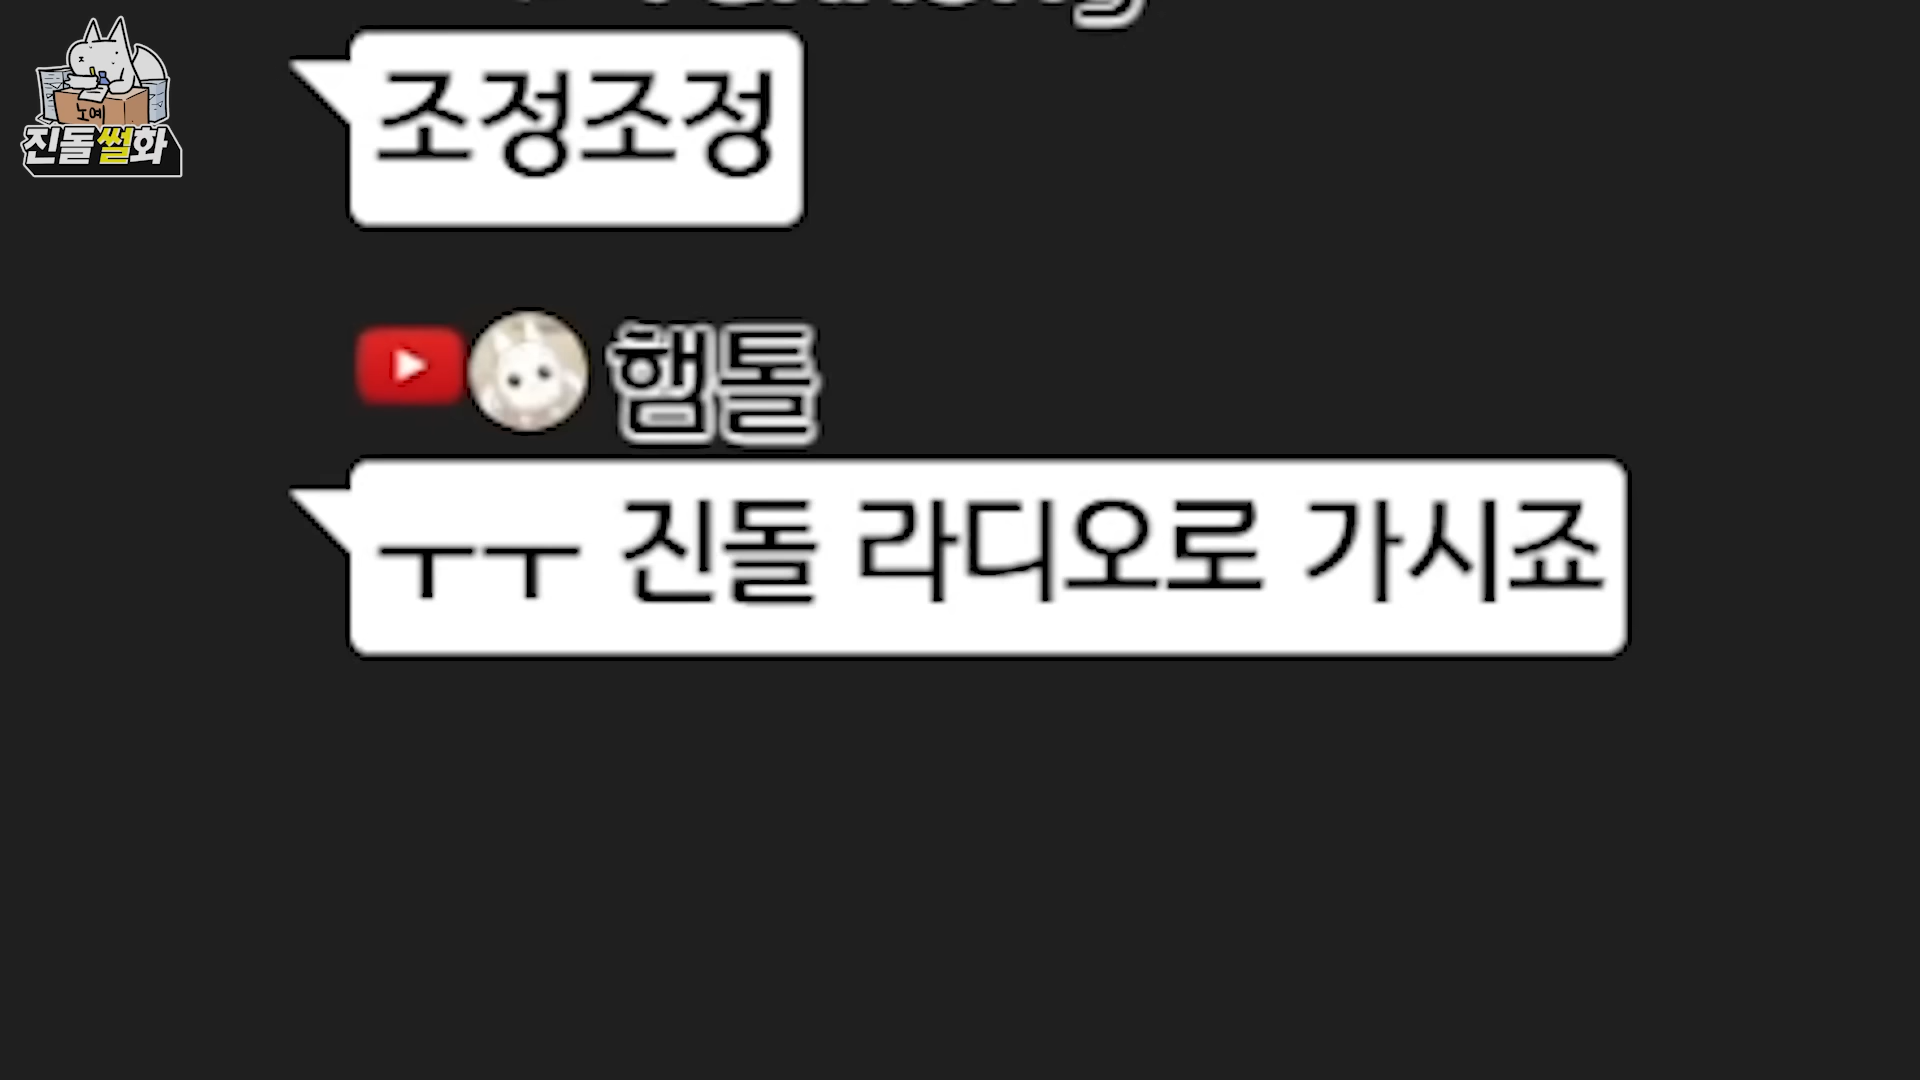 조정조정
노예
진돌썰화
햄톨
ㅜㅜ 진돌 라디오로 가시죠